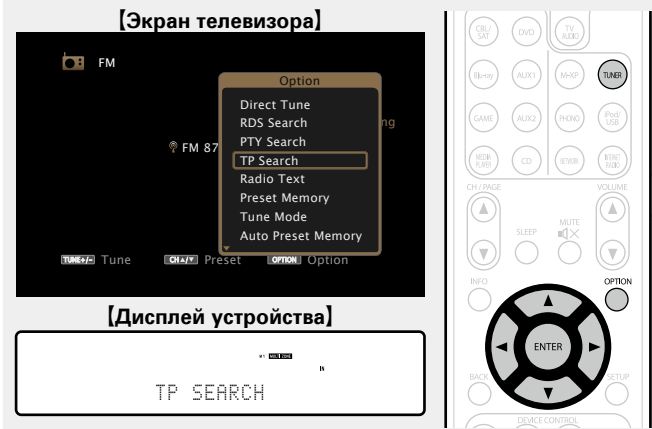 【Экран телевизора】
FM
Option
Direct Tune
RDS Search
PTY Search
TP Search
Radio Text
Preset Memory
Tune Mode
Auto Preset Memory
ng
FM 87
TUNE+/- Tune
CH▲/▼ Preset
OPTION Option
【Дисплей устройства】
M1 MULTI ZONE
TP SEARCH
CBL/
SAT
DVD
TV
AUDIO
Blu-ray
AUX1
M-XP
TUNER
GAME
AUX2
PHONO
iPod/
USB
MEDIA
PLAYER
CD
NETWORK
INTERNET
RADIO
CH / PAGE
VOLUME
MUTE
SLEEP
INFO
OPTION
ENTER
BACK
SETUP
DEVICE CONTROL